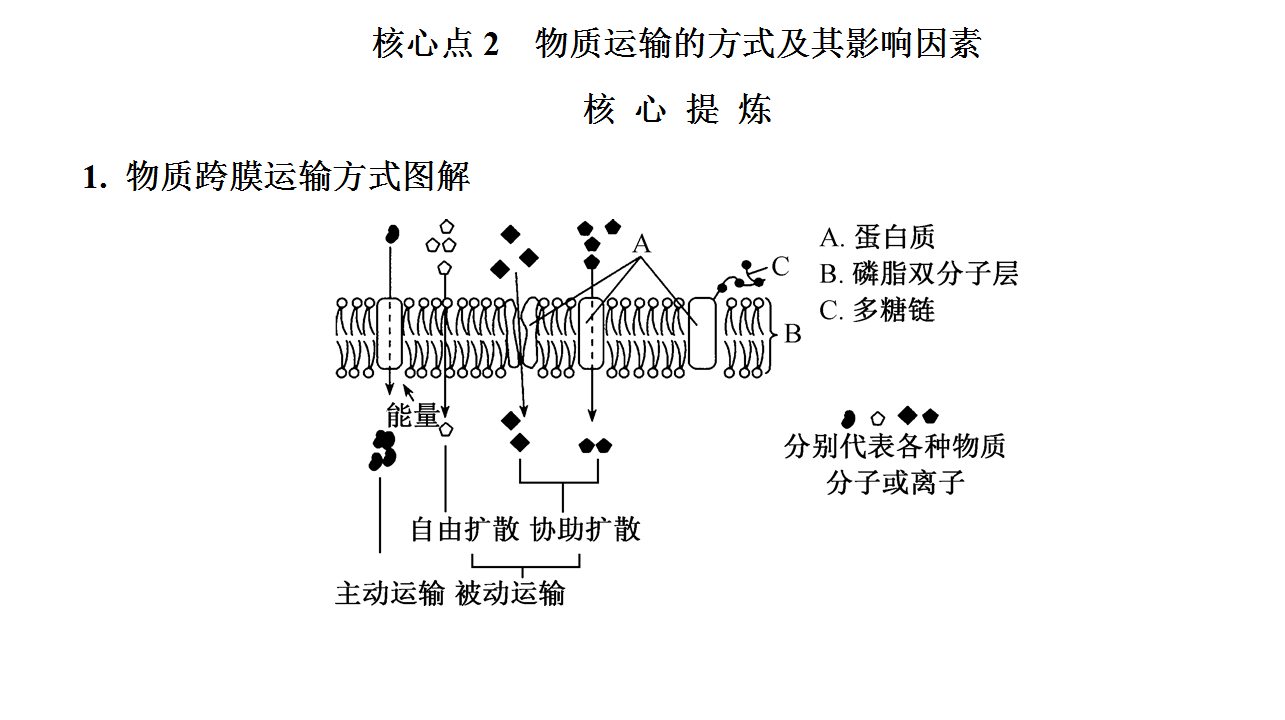 核心点2 物质运输的方式及其影响因素
核 心 提 炼
1. 物质跨膜运输方式图解
A
C
A. 蛋白质
B. 磷脂双分子层
C. 多糖链
B
能量
分别代表各种物质
分子或离子
自由扩散 协助扩散
主动运输 被动运输